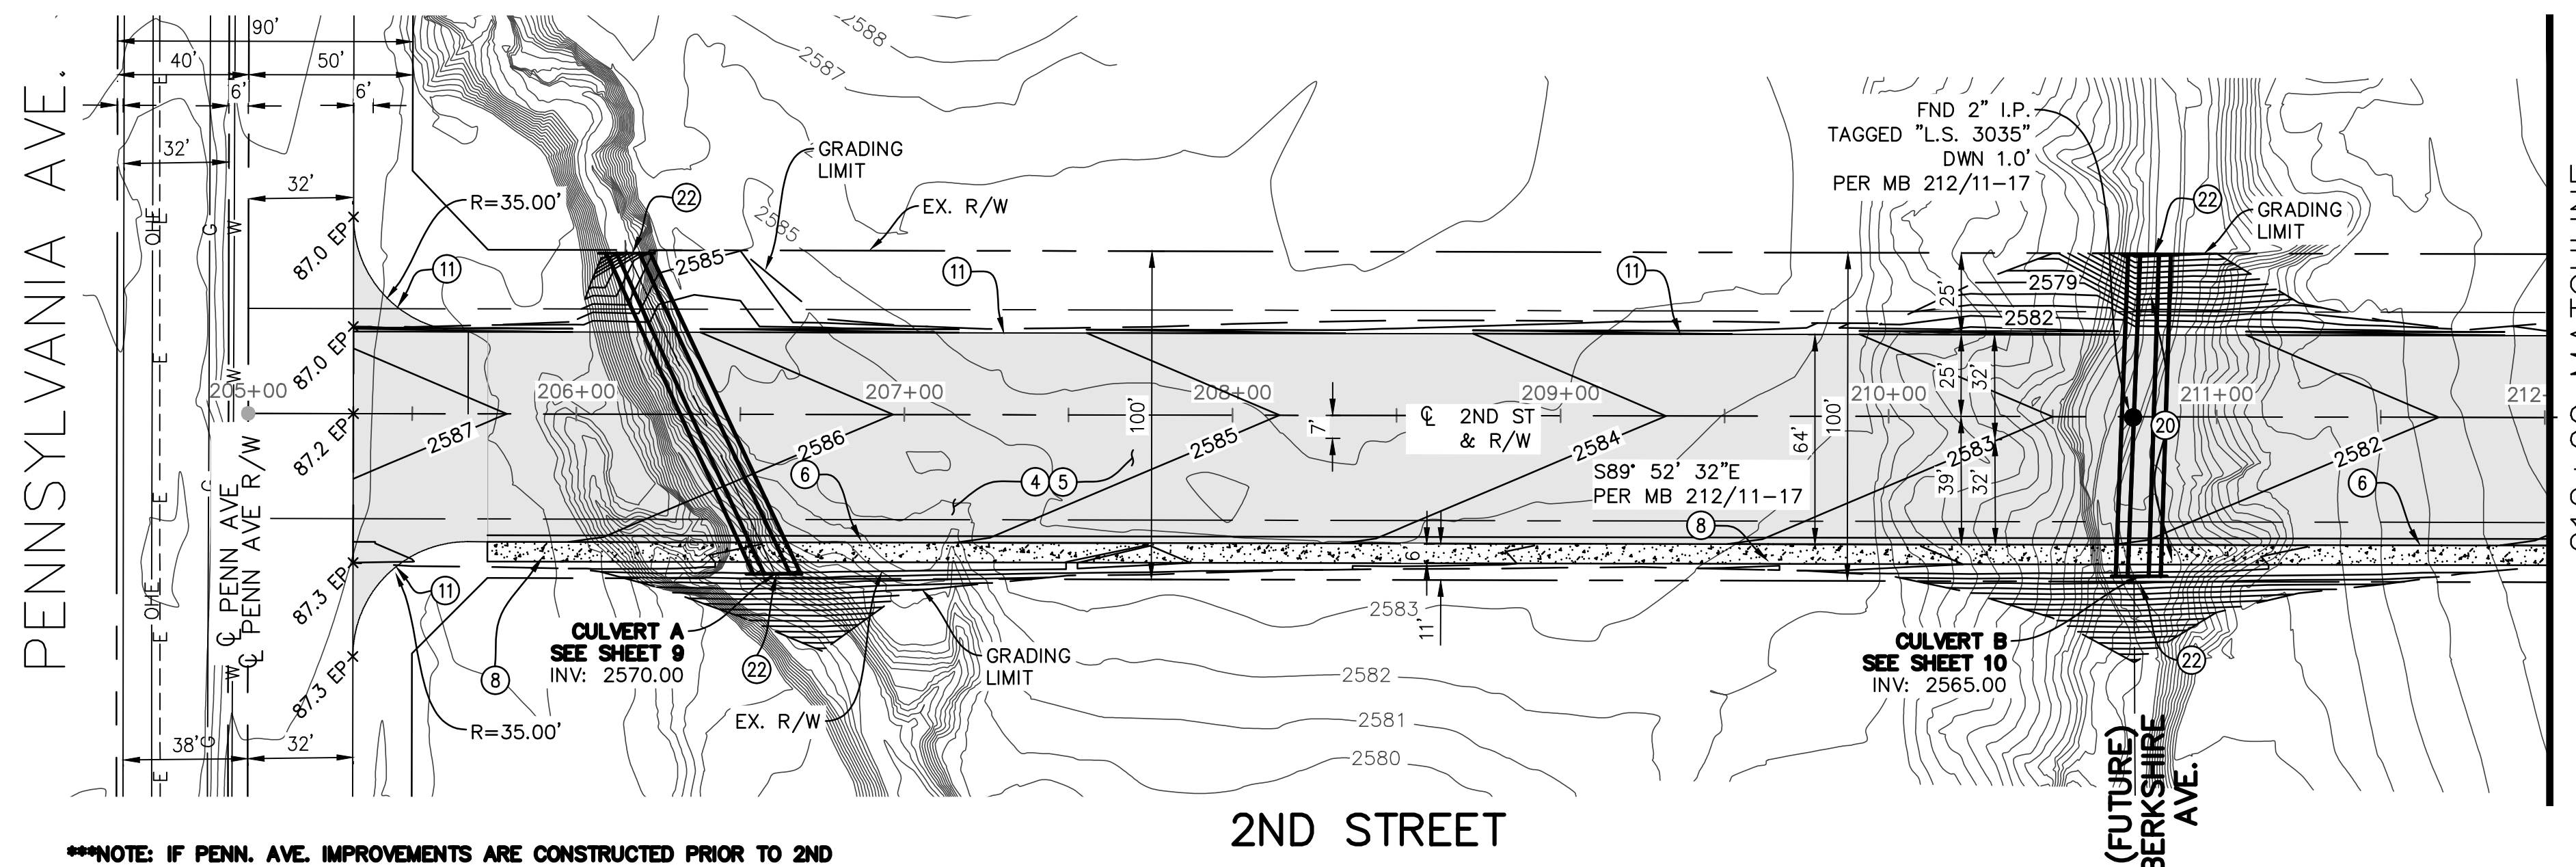 PENNSYLVANIA AVE.
90'
40'
50'
6'
6'
32'
32'
OHE
G
W
E
R=35.00'
11
87.0 EP
87.0 EP
87.2 EP
87.3 EP
87.3 EP
205+00
℄ PENN AVE
℄ PENN AVE R/W
38'
32'
11
R=35.00'
8
2588
2587
GRADING
LIMIT
22
EX. R/W
2585
2585
11
11
206+00
207+00
208+00
209+00
210+00
211+00
212+
2587
2586
2585
2584
2583
2582
6
4
5
100'
7'
℄ 2ND ST
& R/W
S89° 52' 32"E
PER MB 212/11-17
8
64'
100'
25'
25'
39'
32'
32'
6'
11'
CULVERT A
SEE SHEET 9
INV: 2570.00
22
EX. R/W
GRADING
LIMIT
2583
2582
2581
2580
FND 2" I.P.
TAGGED "L.S. 3035"
DWN 1.0'
PER MB 212/11-17
22
GRADING
LIMIT
2579
2582
20
6
CULVERT B
SEE SHEET 10
INV: 2565.00
22
(FUTURE)
BERKSHIRE
AVE.
2ND STREET
***NOTE: IF PENN. AVE. IMPROVEMENTS ARE CONSTRUCTED PRIOR TO 2ND